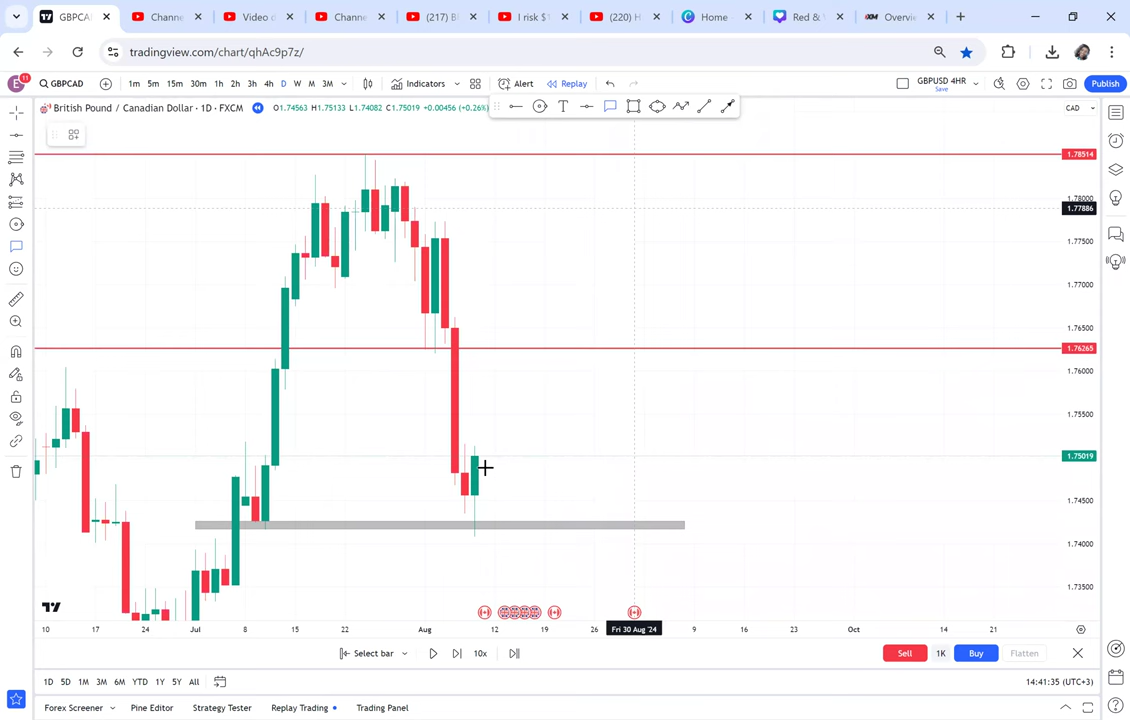 GBPCAD
Channe
Video d
Channe
(217) B
I risk $1
(220) H
Home -
Red &
Overvi
tradingview.com/chart/qhAc9p7z/
E
11
GBPCAD
1m 5m 15m 30m 1h 2h 3h 4h D W M 3M
Indicators
Alert
Replay
GBPUSD 4HR
Save
Publish
British Pound / Canadian Dollar · 1D · FXCM
O1.74563 H1.75133 L1.74082 C1.75019 +0.00456 (+0.26%)
CAD
1.78514
1.78000
1.77886
1.77500
1.77000
1.76500
1.76265
1.76000
1.75500
1.75019
1.74500
1.74000
1.73500
10 17 24 Jul 8 15 22 Aug 12 19 26 Fri 30 Aug '24 9 16 23 Oct 14 21
Select bar
10x
Sell
1K
Buy
Flatten
1D 5D 1M 3M 6M YTD 1Y 5Y All
14:41:35 (UTC+3)
Forex Screener
Pine Editor
Strategy Tester
Replay Trading
Trading Panel